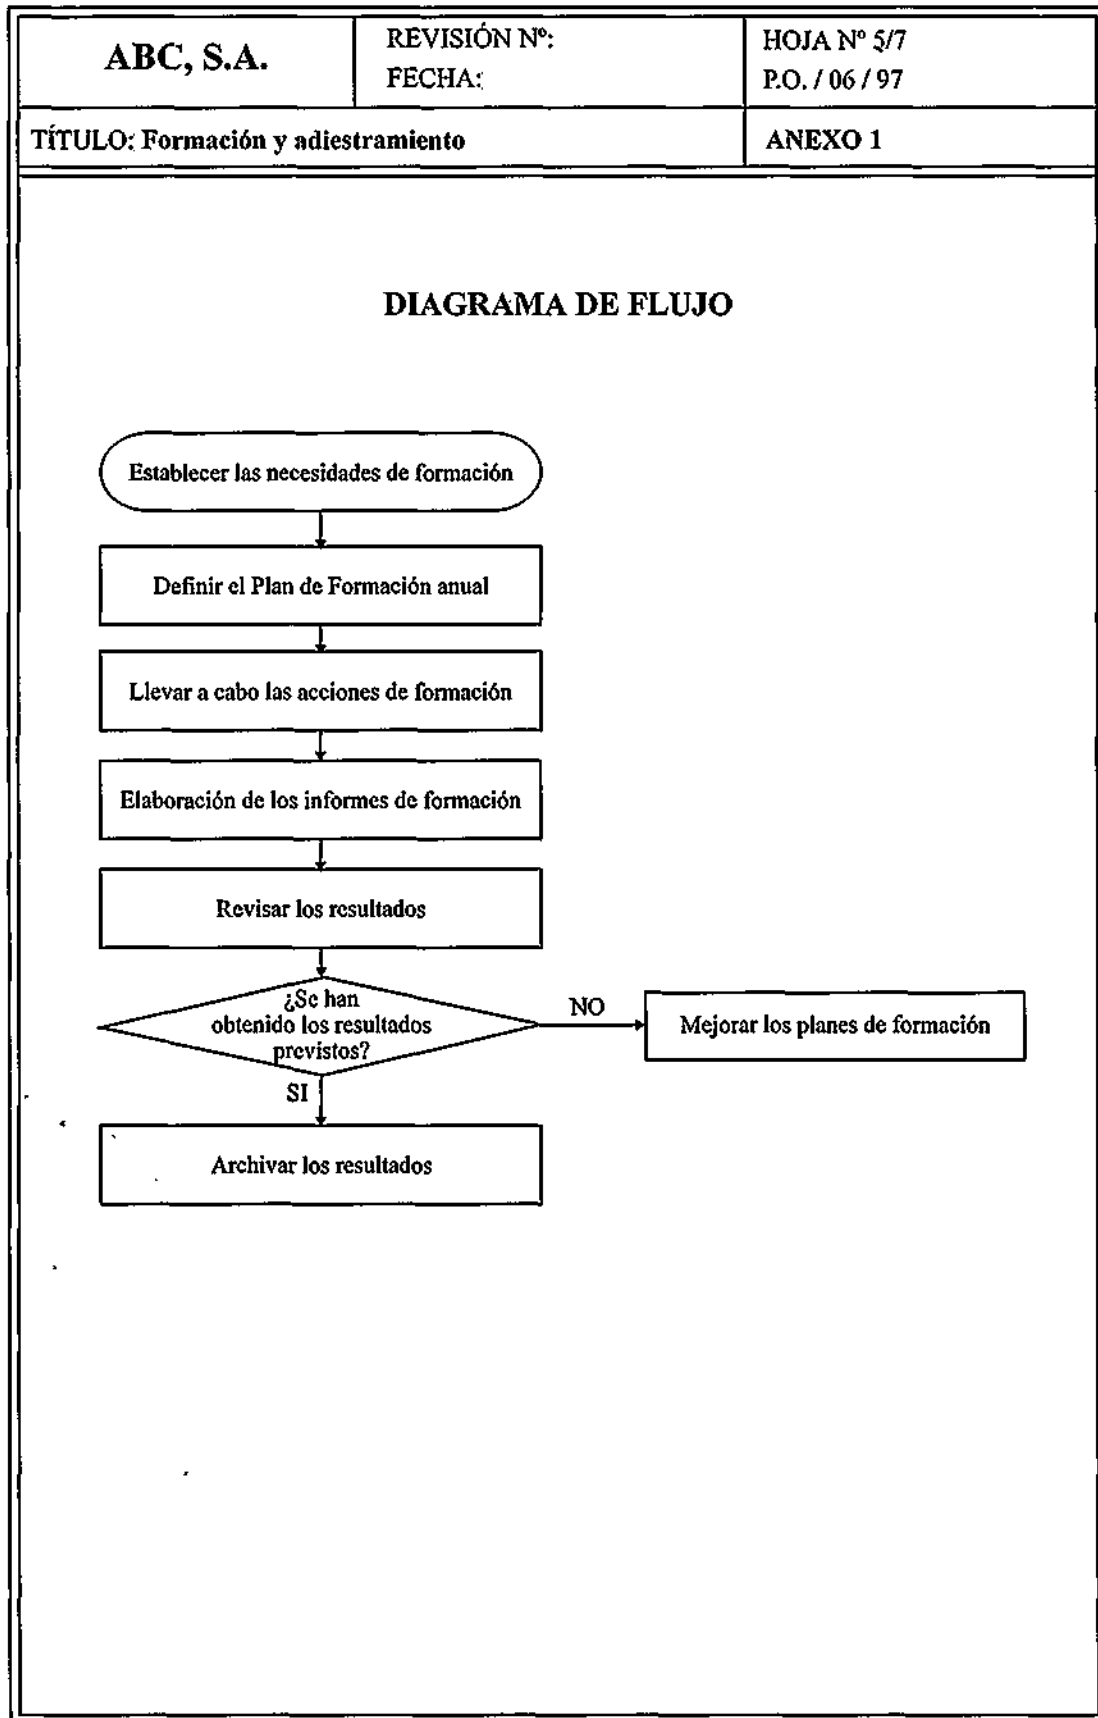 ABC, S.A.
REVISIÓN Nº:
FECHA:
HOJA Nº 5/7
P.O. / 06 / 97
TÍTULO: Formación y adiestramiento
ANEXO 1
DIAGRAMA DE FLUJO
Establecer las necesidades de formación
Definir el Plan de Formación anual
Llevar a cabo las acciones de formación
Elaboración de los informes de formación
Revisar los resultados
¿Se han
obtenido los resultados
previstos?
NO
Mejorar los planes de formación
SI
Archivar los resultados